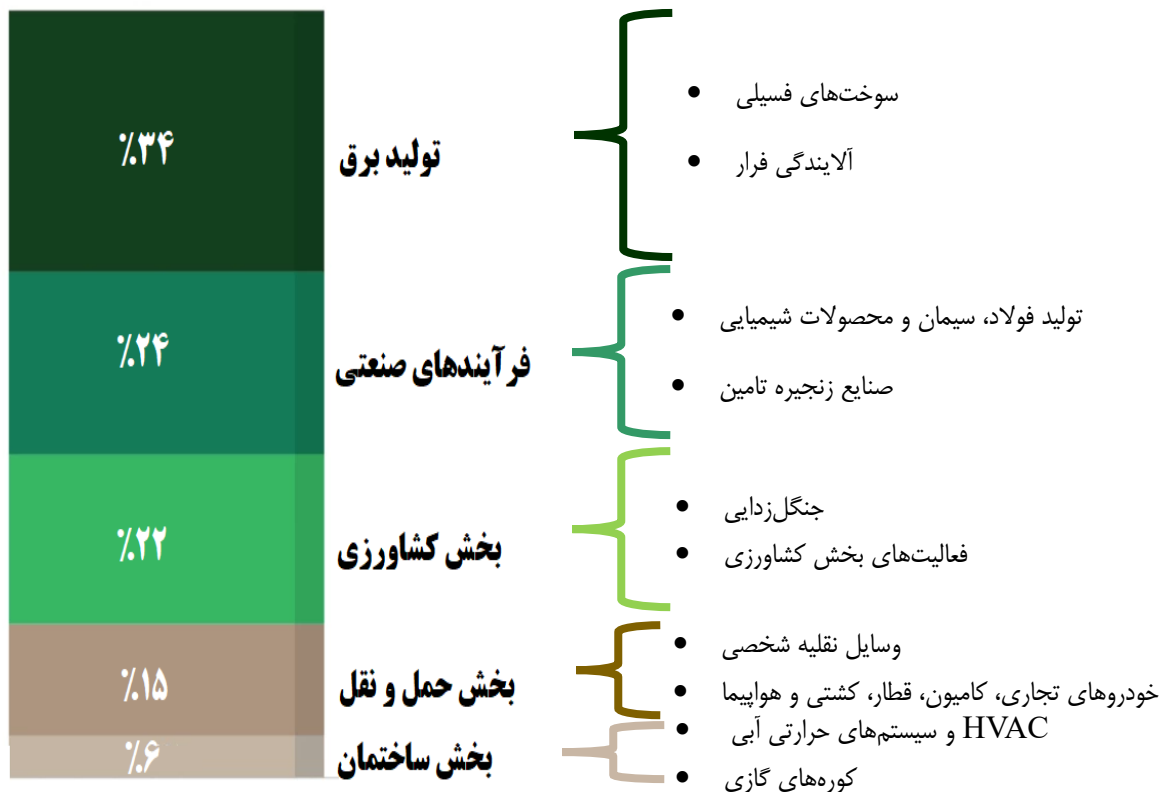 ٪۳۴
تولید برق
• سوخت‌های فسیلی
• آلایندگی فرار
٪۲۴
فرآیندهای صنعتی
• تولید فولاد، سیمان و محصولات شیمیایی
• صنایع زنجیره تامین
٪۲۲
بخش کشاورزی
• جنگل‌زدایی
• فعالیت‌های بخش کشاورزی
٪۱۵
بخش حمل و نقل
• وسایل نقلیه شخصی
• خودروهای تجاری، کامیون، قطار، کشتی و هواپیما
٪۶
بخش ساختمان
• HVAC و سیستم‌های حرارتی آبی
• کوره‌های گازی